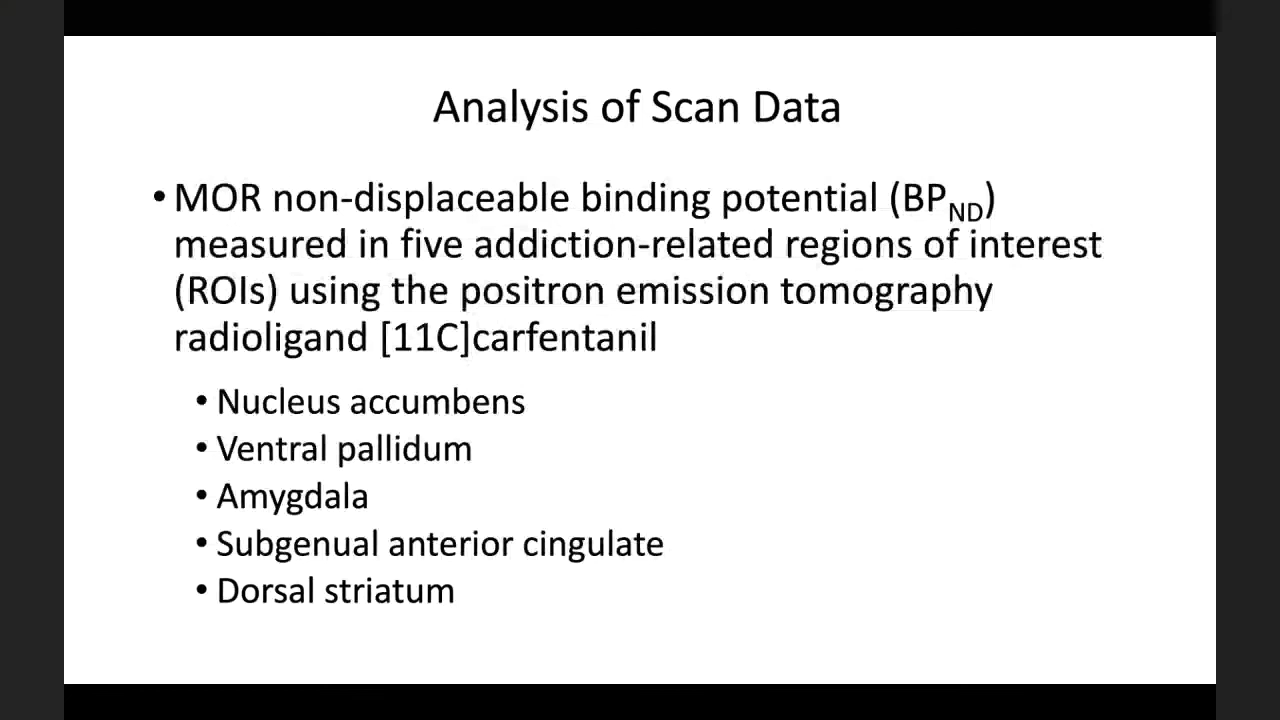 Analysis of Scan Data
• MOR non-displaceable binding potential (BP_ND)
measured in five addiction-related regions of interest
(ROIs) using the positron emission tomography
radioligand [11C]carfentanil
• Nucleus accumbens
• Ventral pallidum
• Amygdala
• Subgenual anterior cingulate
• Dorsal striatum